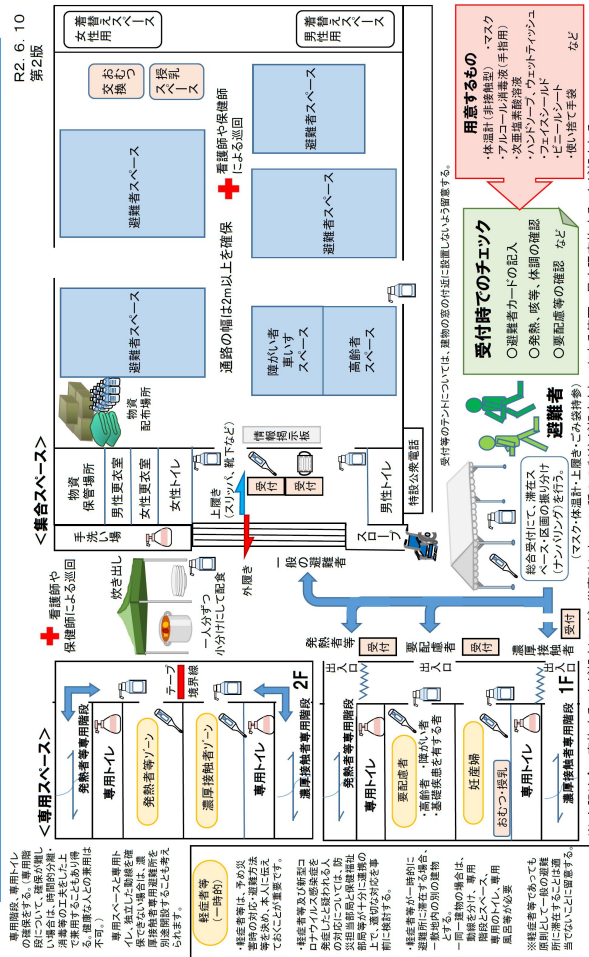 R2. 6. 10
第2版
<集合スペース>
手洗い場
物資
保管場所
男性更衣室
女性更衣室
女性トイレ
物資
配布場所
避難者スペース
避難者スペース
おむつ
交換
授乳
スペース
女性用
着替え
スペース
男性用
着替え
スペース
看護師や保健師
による巡回
通路の幅は2m以上を確保
上履き
(スリッパ、靴下など)
外履き
受付
受付
情報
掲示板
障がい者
車いす
スペース
高齢者
スペース
避難者スペース
避難者スペース
男性トイレ
特設公衆電話
スロープ
一般の避難者
看護師や
保健師による巡回
炊き出し
一人分ずつ
小分けにして配食
受付等のテントについては、建物の窓の付近に設置しないよう留意する。
総合受付にて、滞在ス
ペース・区画の振り分け
(ナンバリング)を行う。
避難者
(マスク・体温計・上履き・ごみ袋持参)
受付時でのチェック
○避難者カードの記入
○発熱、咳等、体調の確認
○要配慮等の確認 など
用意するもの
・体温計(非接触型) ・マスク
・アルコール消毒液(手指用)
・次亜塩素酸溶液
・ハンドソープ、ウェットティッシュ
・フェイスシールド
・ビニールシート
・使い捨て手袋 など
<専用スペース>
発熱者等専用階段
専用トイレ
発熱者等ゾーン
テープ
境界線
濃厚接触者ゾーン
専用トイレ
濃厚接触者専用階段
2F
発熱者等
受付
要配慮者
受付
濃厚接触者
受付
出入口
出入口
出入口
発熱者等専用階段
専用トイレ
要配慮者
・高齢者 ・障がい者
・基礎疾患を有する者
妊産婦
おむつ・授乳
専用トイレ
濃厚接触者専用階段
1F
専用階段、専用トイレ
の確保をする。(専用階
段について、確保が難し
い場合は、時間的分離・
消毒等の工夫をした上
で兼用することもあり得
る。健康な人との兼用は
不可。)
専用スペースと専用ト
イレ、独立した動線を確
保できない場合は、濃
厚接触者専用避難所を
別途開設することも考え
られます。
軽症者等
(一時的)
・軽症者等は、予め災
害時の対応・避難方法
等を決め、本人に伝え
ておくことが重要です。
・軽症者等及び新型コ
ロナウイルス感染症を
発症したと疑われる人
の対応については、防
災担当部局と保健福祉
部局等が十分に連携の
上で、適切な対応を事
前に検討する。
・軽症者等が一時的に
避難所に滞在する場合、
敷地内の別の建物
とする。
－同一建物の場合は、
動線を分け、専用
階段とスペース、
専用のトイレ、専用
風呂等が必要
※軽症者等であっても
原則として一般の避難
所に滞在することは適
当でないことに留意する。